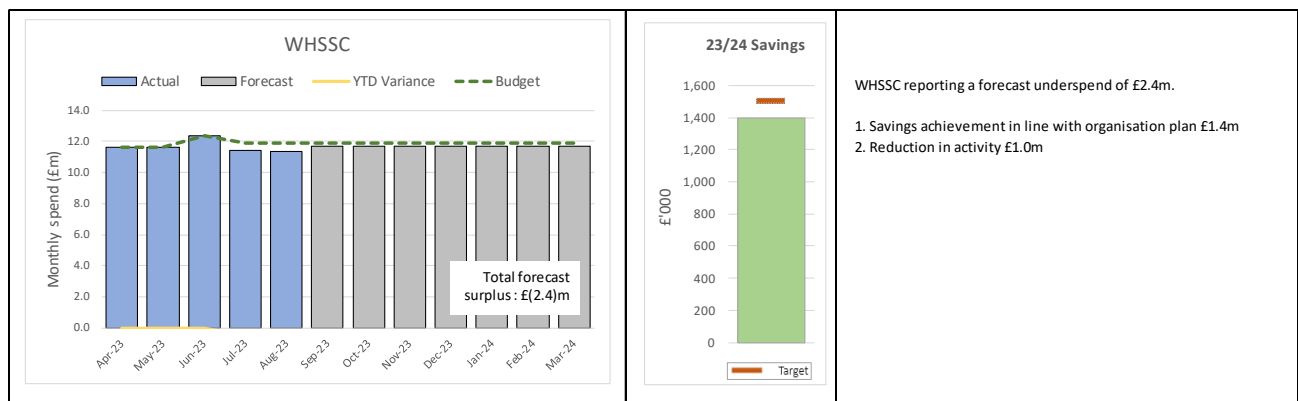 WHSSC
Actual Forecast YTD Variance Budget
Monthly spend (£m)
14.0
12.0
10.0
8.0
6.0
4.0
2.0
0.0
Total forecast
surplus : £(2.4)m
Apr-23 May-23 Jun-23 Jul-23 Aug-23 Sep-23 Oct-23 Nov-23 Dec-23 Jan-24 Feb-24 Mar-24
23/24 Savings
£'000
1,600
1,400
1,200
1,000
800
600
400
200
0
Target
WHSSC reporting a forecast underspend of £2.4m.
1. Savings achievement in line with organisation plan £1.4m
2. Reduction in activity £1.0m